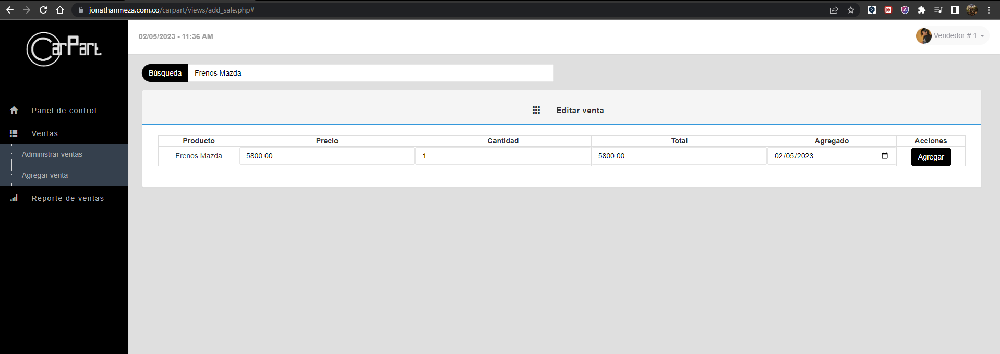 jonathanmeza.com.co/carpart/views/add_sale.php#
CarPart
02/05/2023 - 11:36 AM
Vendedor # 1
Búsqueda
Frenos Mazda
Panel de control
Ventas
Administrar ventas
Agregar venta
Reporte de ventas
Editar venta
Producto Precio Cantidad Total Agregado Acciones
Frenos Mazda 5800.00 1 5800.00 02/05/2023 Agregar